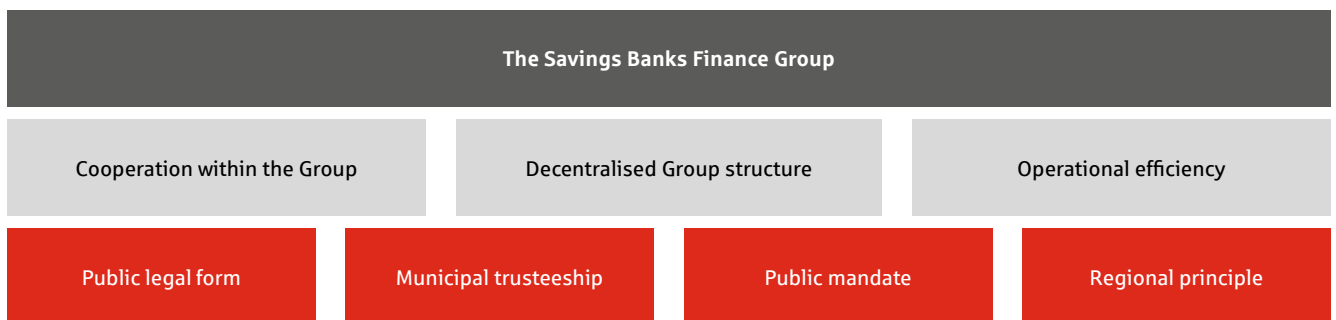 The Savings Banks Finance Group
Cooperation within the Group
Decentralised Group structure
Operational efficiency
Public legal form
Municipal trusteeship
Public mandate
Regional principle